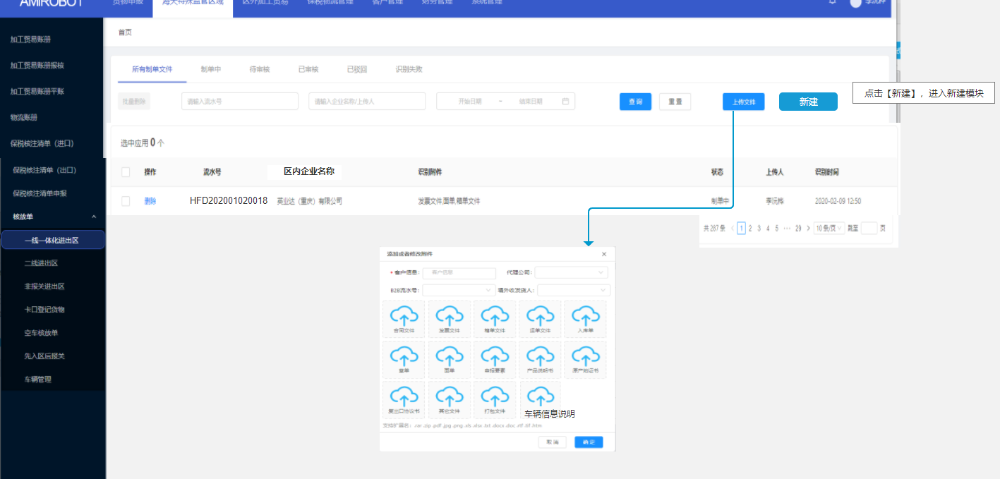 AMIROBOT
货物申报 海关特殊监管区域 区外加工贸易 保税物流管理 客户管理 财务管理 系统管理
首页
加工贸易账册
加工贸易账册报核
加工贸易账册平账
物流账册
保税核注清单（进口）
保税核注清单（出口）
保税核注清单申报
核放单
一线一体化进出区
二线进出区
非报关进出区
卡口登记货物
空车核放单
先入区后报关
车辆管理
所有制单文件 制单中 待审核 已审核 已驳回 识别失败
批量删除 请输入流水号 请输入企业名称/上传人 开始日期 ~ 结束日期 查询 重置 上传文件 新建
点击【新建】，进入新建模块
选中应用 0 个
操作 流水号 区内企业名称 识别附件 状态 上传人 识别时间
删除 HFD202001020018 英业达（重庆）有限公司 发票文件,面单,箱单文件 制单中 李沅桦 2020-02-09 12:50
共 287 条 < 1 2 3 4 5 ··· 29 > 10 条/页 跳至 页
添加或者修改附件 ×
* 客户信息: 客户信息 代理公司:
B2B流水号: 境外收发货人:
合同文件 发票文件 箱单文件 运单文件 入库单
舱单 面单 申报要素 产品说明书 原产地证书
复出口协议书 其它文件 打包文件 车辆信息说明
支持扩展名：.rar .zip .pdf .jpg .png .xls .xlsx .txt .docx .doc .rtf .tif .htm
取消 确定